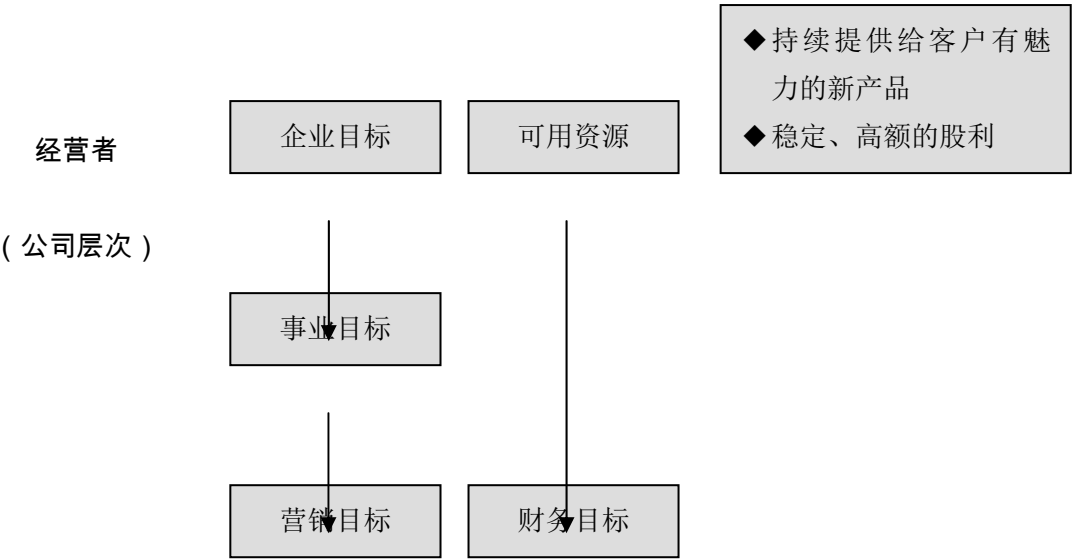 ◆持续提供给客户有魅
力的新产品
◆稳定、高额的股利
经营者
企业目标
可用资源
(公司层次)
事业目标
营销目标
财务目标